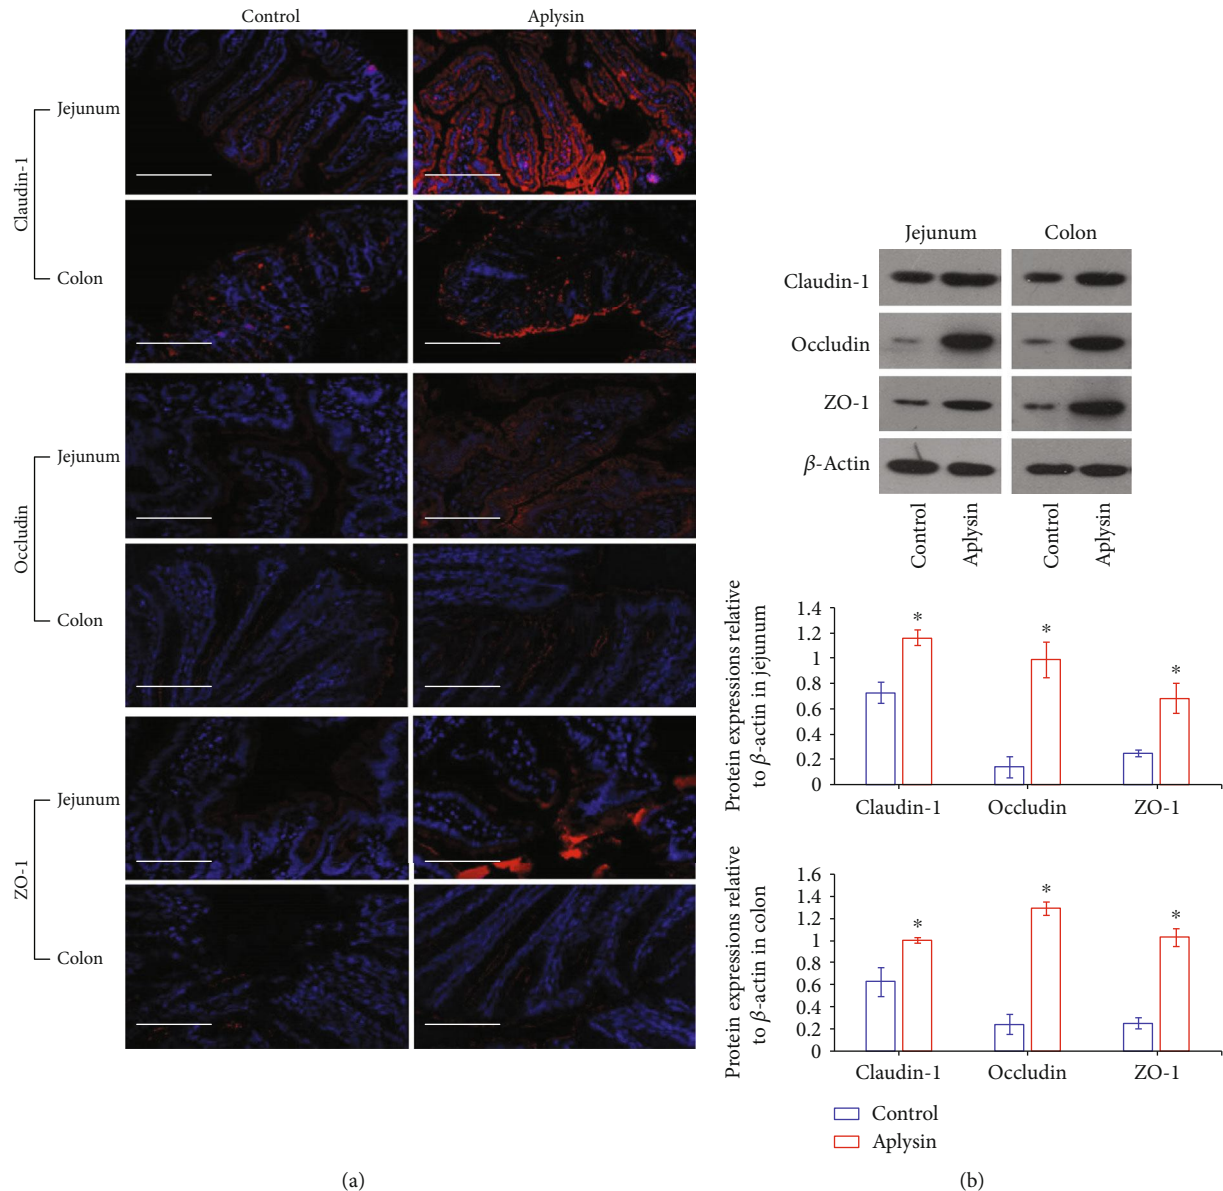 Control
Aplysin
Claudin-1
Jejunum
Colon
Occludin
Jejunum
Colon
ZO-1
Jejunum
Colon
(a)
Jejunum
Colon
Claudin-1
Occludin
ZO-1
β-Actin
Control
Aplysin
Control
Aplysin
Protein expressions relative
to β-actin in jejunum
1.4
1.2
1
0.8
0.6
0.4
0.2
0
*
*
*
Claudin-1
Occludin
ZO-1
Protein expressions relative
to β-actin in colon
1.6
1.4
1.2
1
0.8
0.6
0.4
0.2
0
*
*
*
Claudin-1
Occludin
ZO-1
Control
Aplysin
(b)